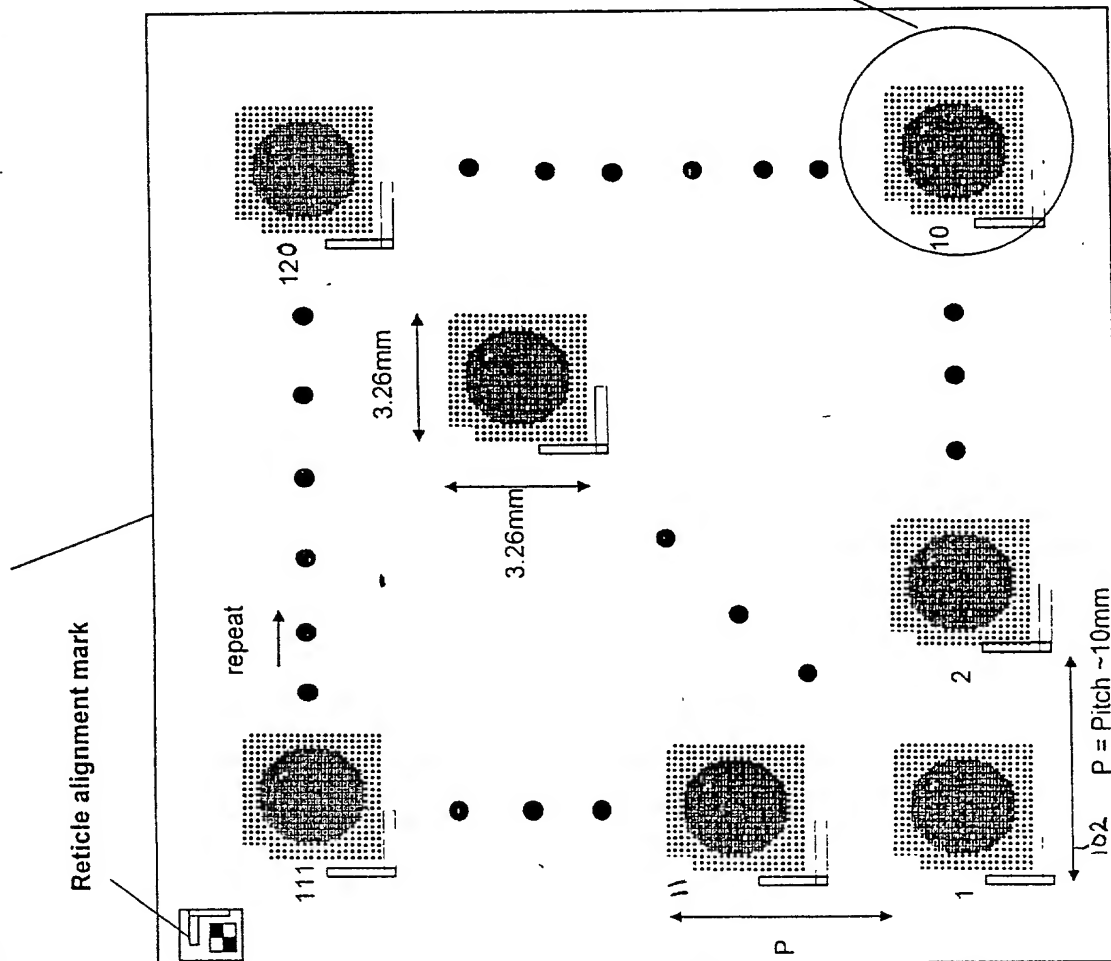 Reticle alignment mark
repeat
111
120
3.26mm
3.26mm
11
P
1
2
10
102
P = Pitch ~10mm